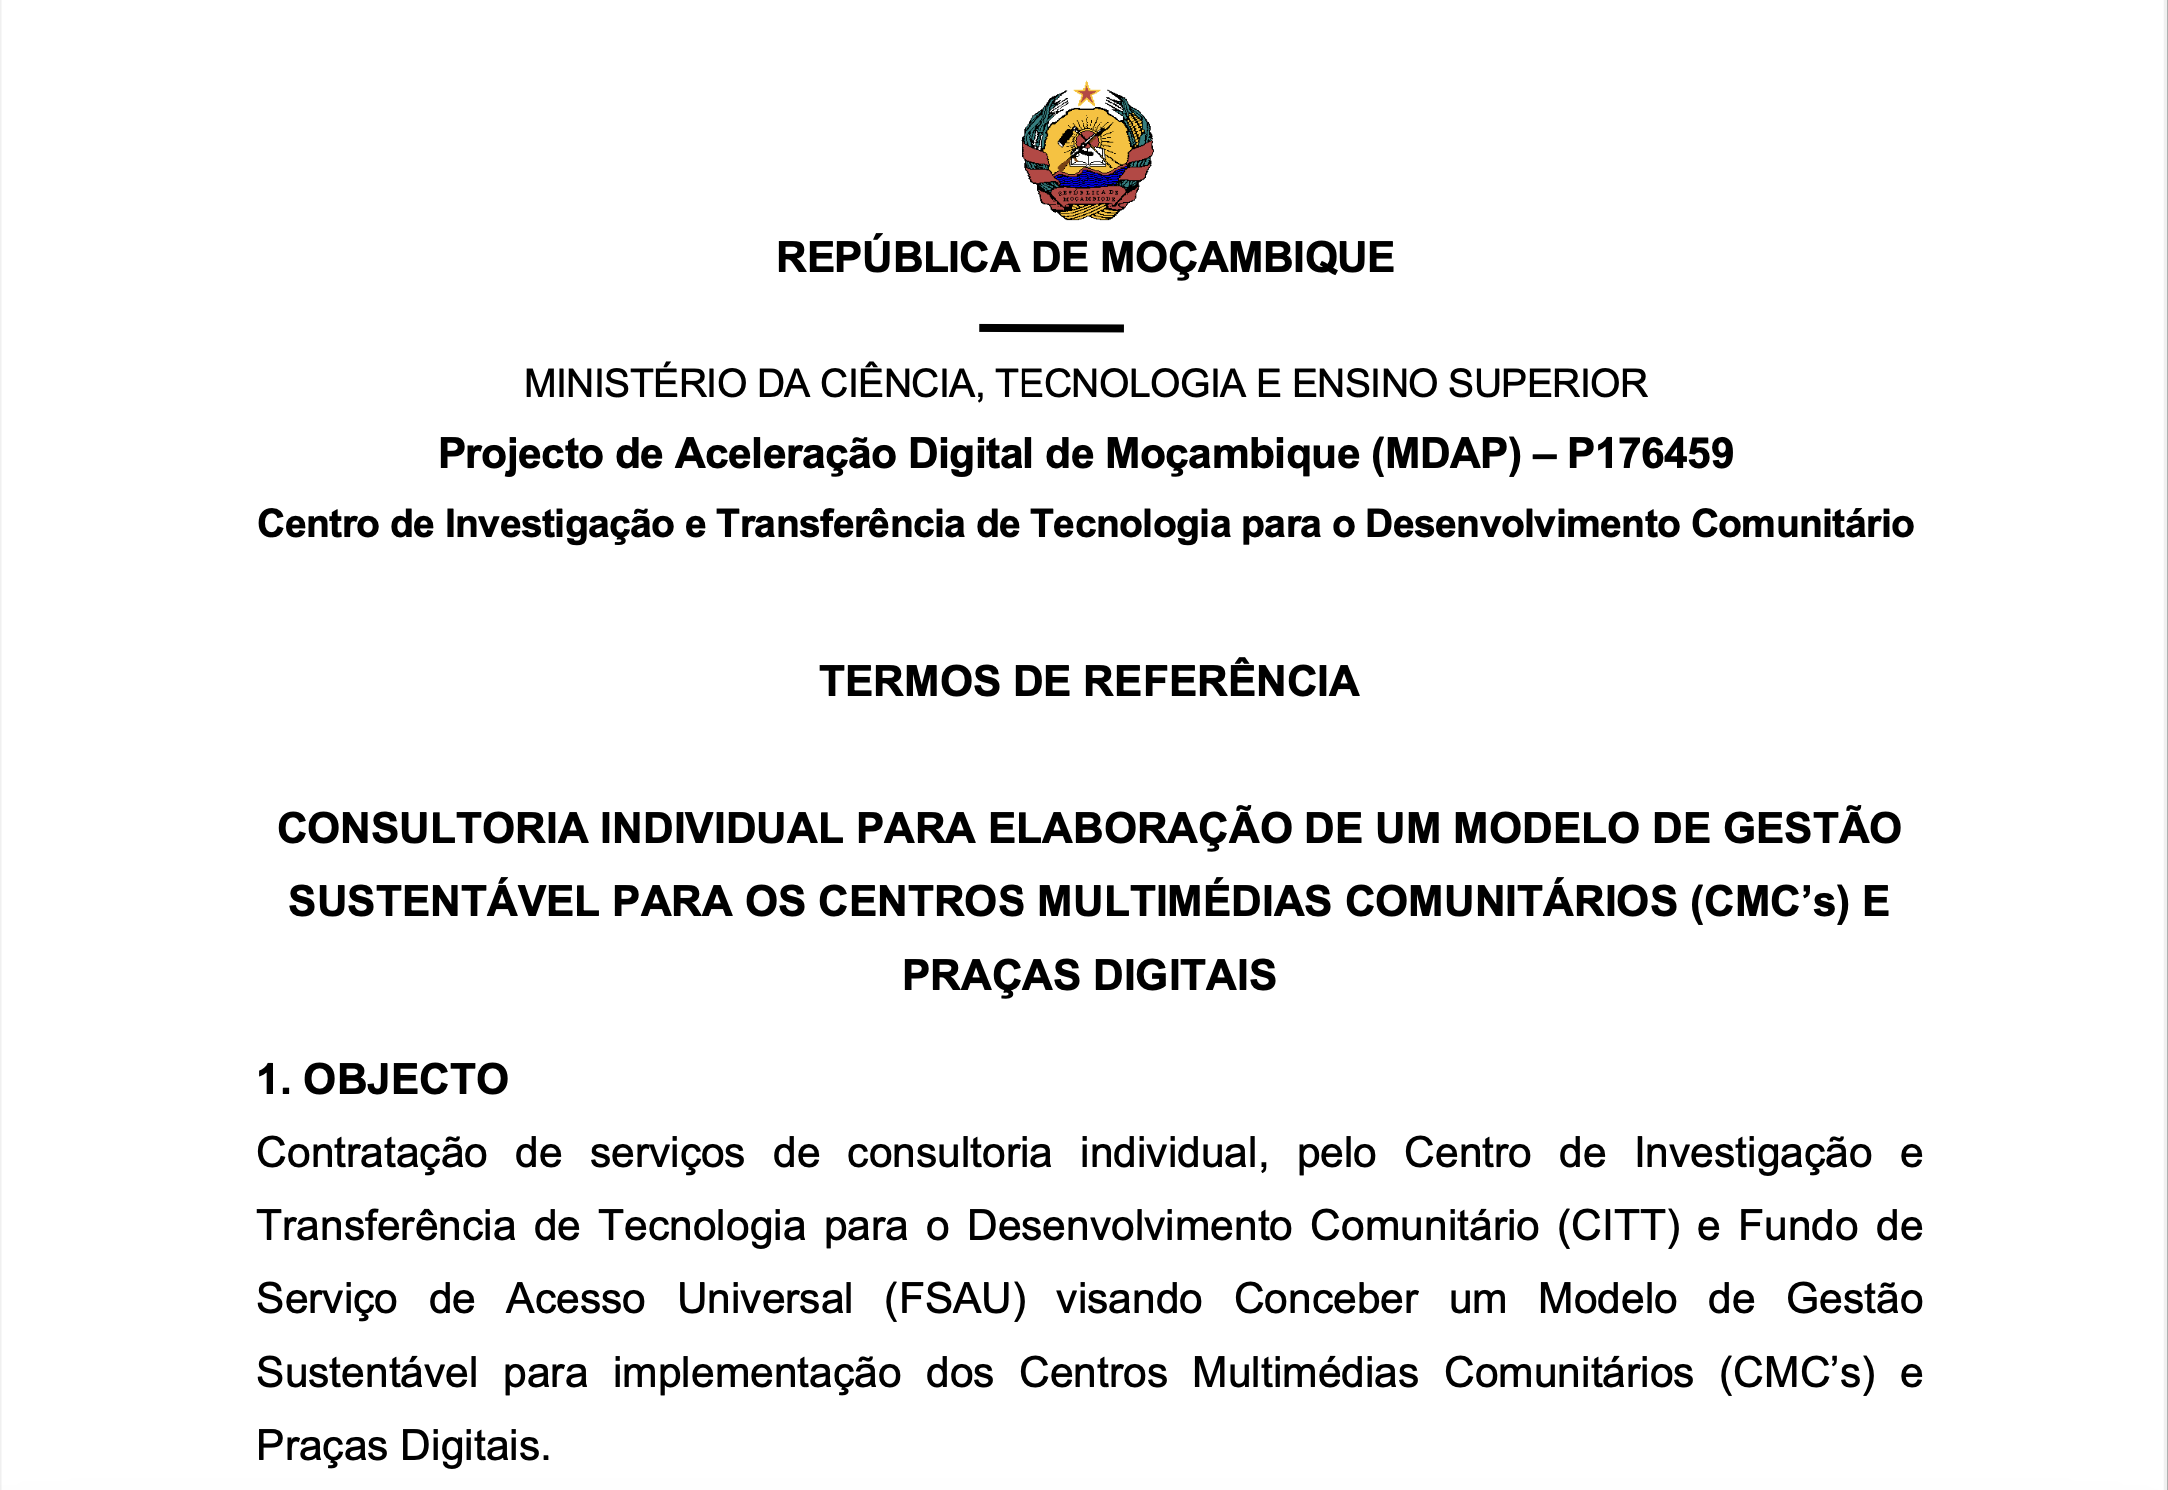 REPÚBLICA DE
MOÇAMBIQUE
REPÚBLICA DE MOÇAMBIQUE
MINISTÉRIO DA CIÊNCIA, TECNOLOGIA E ENSINO SUPERIOR
Projecto de Aceleração Digital de Moçambique (MDAP) – P176459
Centro de Investigação e Transferência de Tecnologia para o Desenvolvimento Comunitário
TERMOS DE REFERÊNCIA
CONSULTORIA INDIVIDUAL PARA ELABORAÇÃO DE UM MODELO DE GESTÃO
SUSTENTÁVEL PARA OS CENTROS MULTIMÉDIAS COMUNITÁRIOS (CMC’s) E
PRAÇAS DIGITAIS
1. OBJECTO
Contratação de serviços de consultoria individual, pelo Centro de Investigação e
Transferência de Tecnologia para o Desenvolvimento Comunitário (CITT) e Fundo de
Serviço de Acesso Universal (FSAU) visando Conceber um Modelo de Gestão
Sustentável para implementação dos Centros Multimédias Comunitários (CMC’s) e
Praças Digitais.